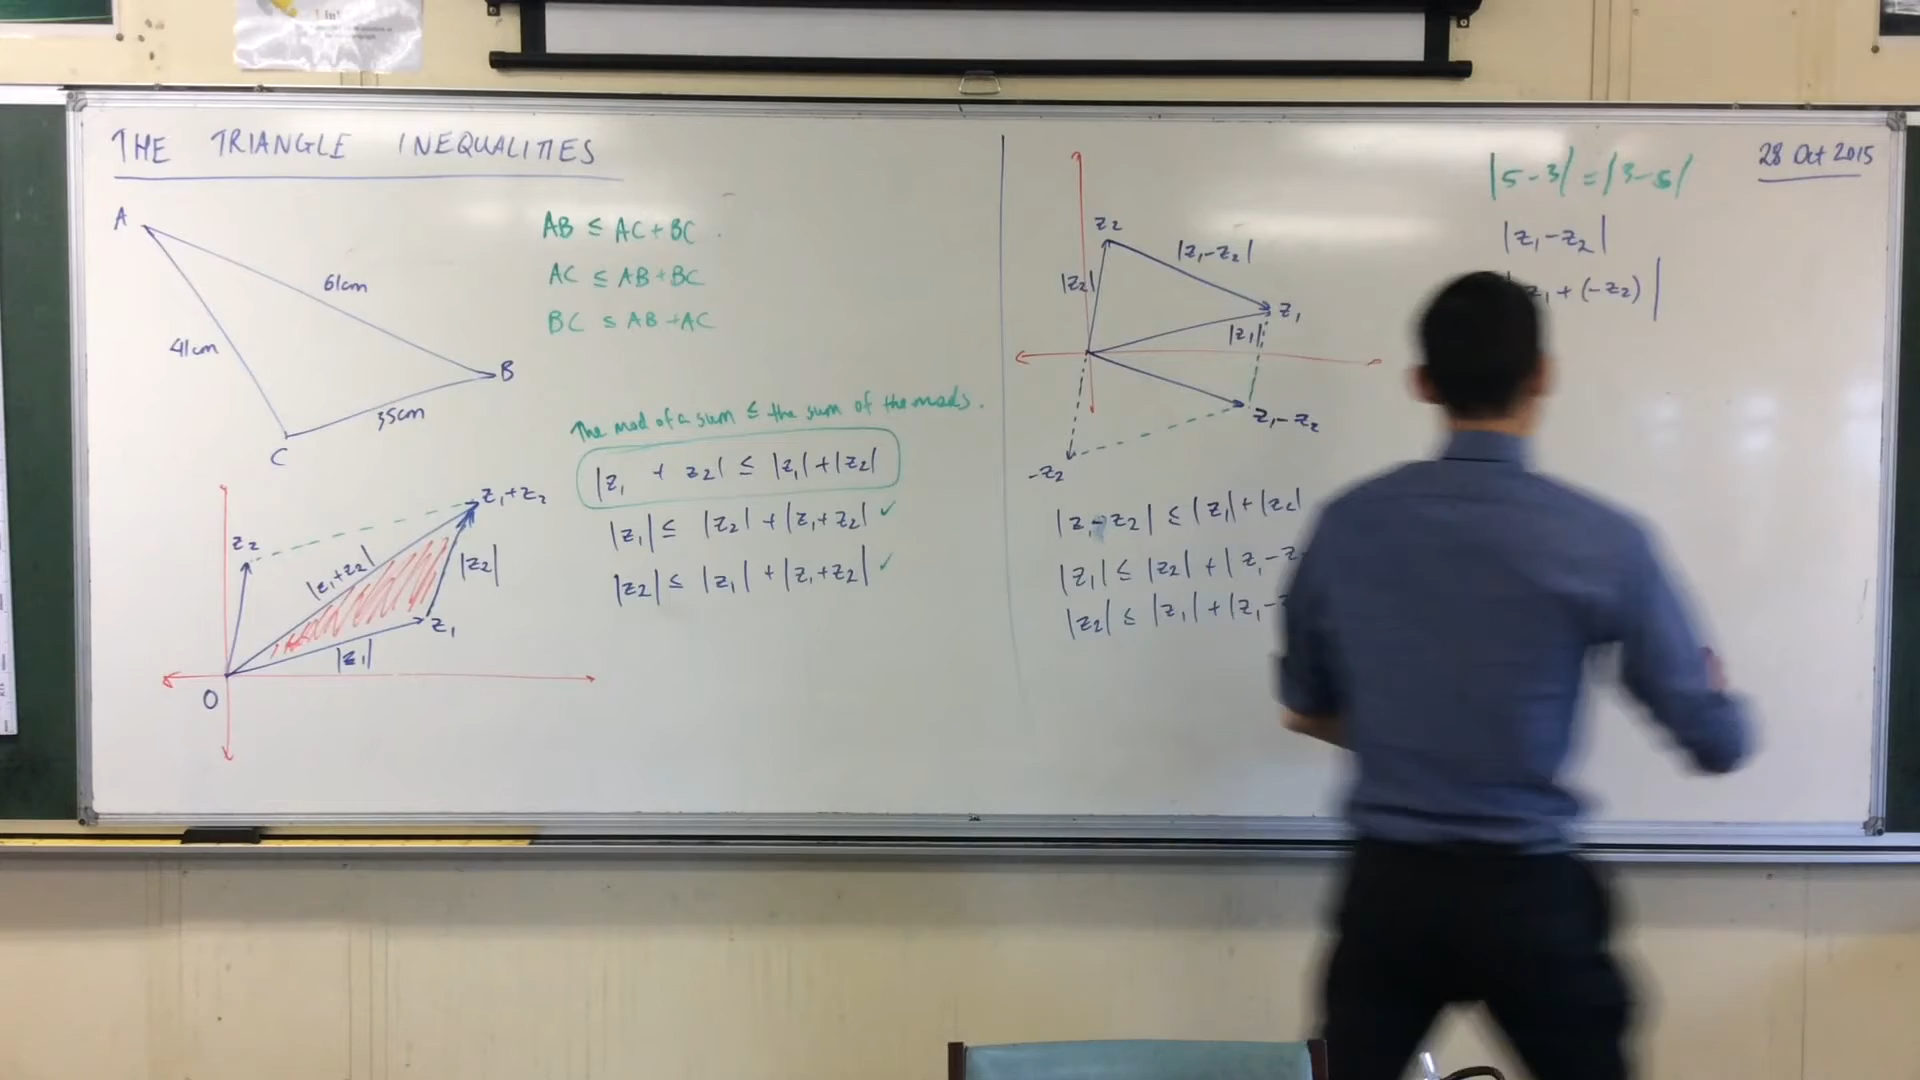 THE TRIANGLE INEQUALITIES
A
61cm
41cm
B
35cm
C
AB ≤ AC + BC
AC ≤ AB + BC
BC ≤ AB + AC
The mod of a sum ≤ the sum of the mods.
|z₁ + z₂| ≤ |z₁| + |z₂|
|z₁| ≤ |z₂| + |z₁+z₂| ✓
|z₂| ≤ |z₁| + |z₁+z₂| ✓
z₁+z₂
z₂
|z₁+z₂|
|z₂|
z₁
|z₁|
O
z₂
|z₁-z₂|
|z₂|
z₁
|z₁|
z₁-z₂
-z₂
|z₁-z₂| ≤ |z₁| + |z₂|
|z₁| ≤ |z₂| + |z₁-z
|z₂| ≤ |z₁| + |z₁-z
|5-3| = |3-5|
28 Oct 2015
|z₁-z₂|
z₁ + (-z₂)|